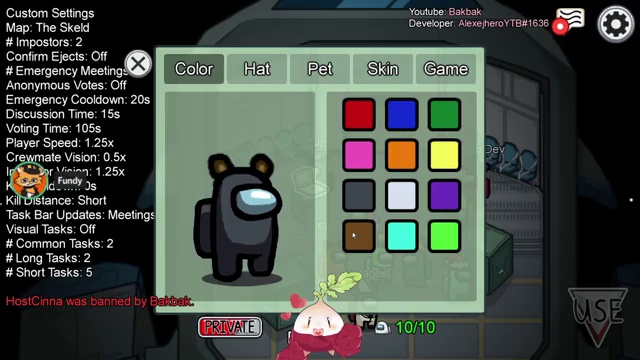 Custom Settings
Map: The Skeld
# Impostors: 2
Confirm Ejects: Off
# Emergency Meetings
Anonymous Votes: Off
Emergency Cooldown: 20s
Discussion Time: 15s
Voting Time: 105s
Player Speed: 1.25x
Crewmate Vision: 0.5x
Vision: 1.25x
Fundy
Kill Distance: Short
Task Bar Updates: Meetings
Visual Tasks: Off
# Common Tasks: 2
# Long Tasks: 2
# Short Tasks: 5
HostCinna was banned by Bakbak.
Youtube: Bakbak
Developer: AlexejheroYTB#1636
Color
Hat
Pet
Skin
Game
Dev
PRIVATE
10/10
USE